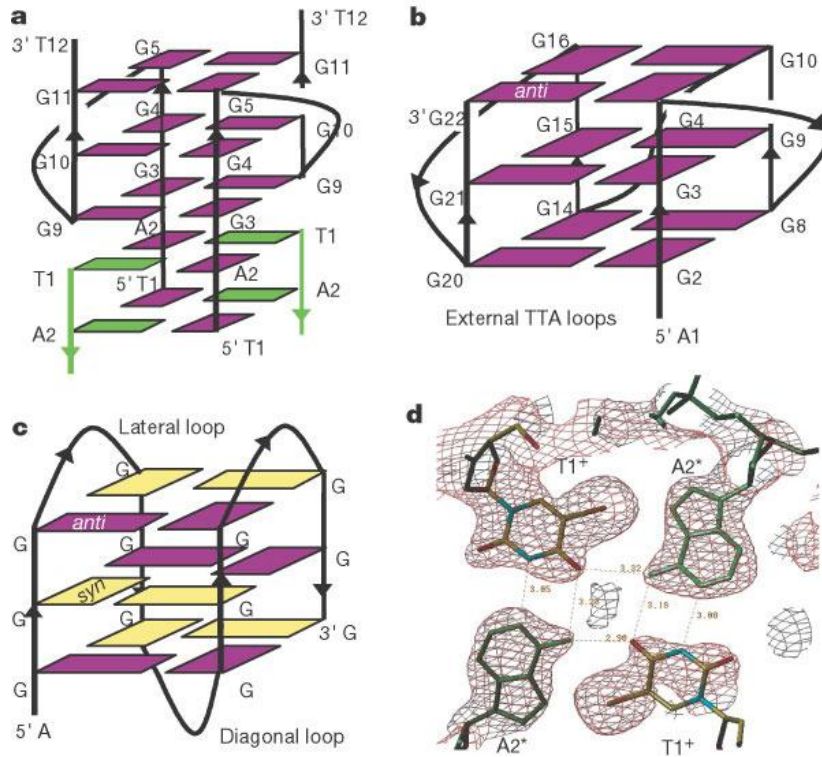 a
3' T12
3' T12
G5
G11
G11
G5
G4
G10
G10
G4
G3
G9
G9
A2
G3
T1
T1
5' T1
A2
A2
A2
5' T1
b
G16
G10
anti
3' G22
G4
G15
G9
G21
G3
G14
G8
G20
G2
External TTA loops
5' A1
c
Lateral loop
G
G
anti
G
G
G
G
syn
G
G
3' G
G
G
5' A
Diagonal loop
d
T1+
A2*
3.32
3.05
3.18
3.08
2.90
A2*
T1+